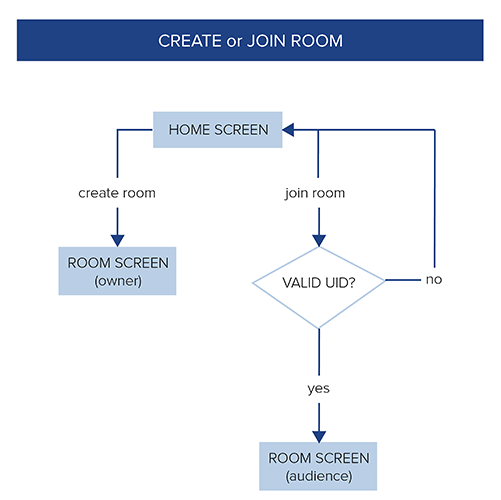 CREATE or JOIN ROOM
HOME SCREEN
create room
join room
ROOM SCREEN
(owner)
VALID UID?
no
yes
ROOM SCREEN
(audience)